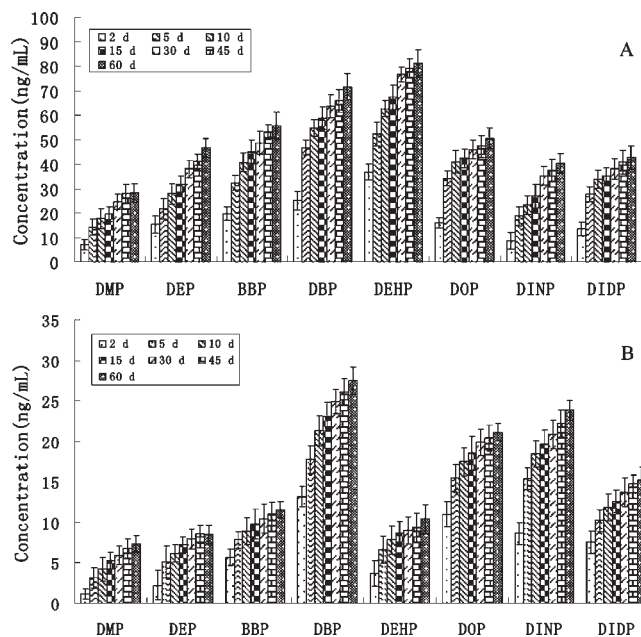 A
Concentration(ng/mL)
100
90
80
70
60
50
40
30
20
10
0
2 d 5 d 10 d
15 d 30 d 45 d
60 d
DMP DEP BBP DBP DEHP DOP DINP DIDP
B
Concentration(ng/mL)
35
30
25
20
15
10
5
0
2 d 5 d 10 d
15 d 30 d 45 d
60 d
DMP DEP BBP DBP DEHP DOP DINP DIDP